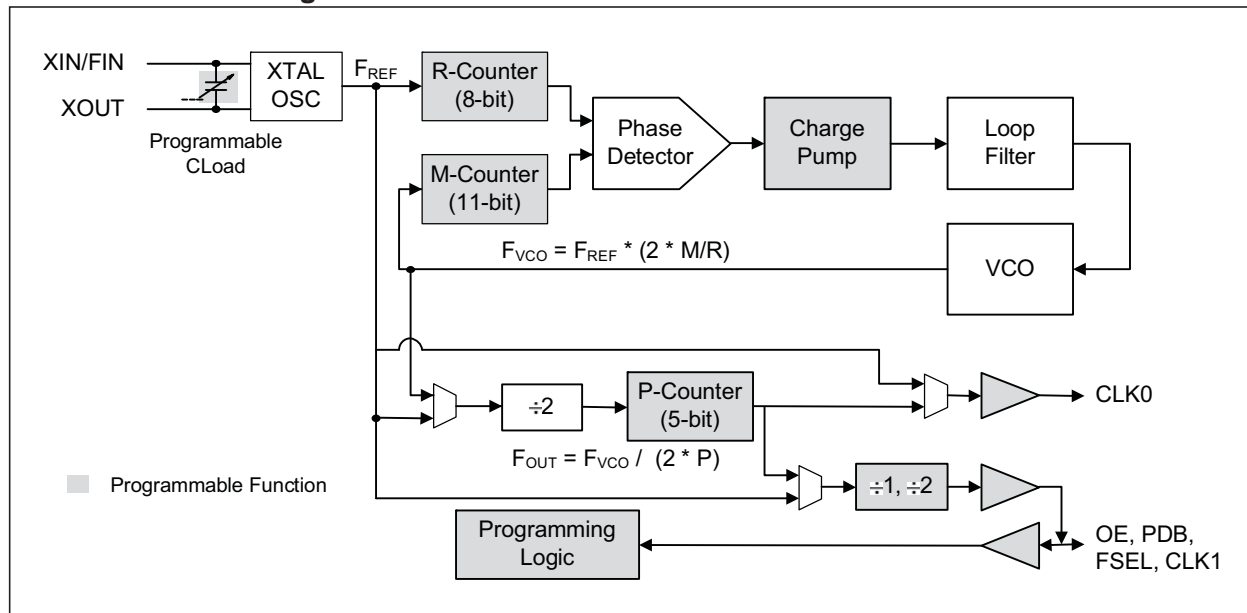 XIN/FIN
XOUT
Programmable
CLoad
XTAL
OSC
FREF
R-Counter
(8-bit)
M-Counter
(11-bit)
Phase
Detector
Charge
Pump
Loop
Filter
FVCO = FREF * (2 * M/R)
VCO
÷2
P-Counter
(5-bit)
CLK0
FOUT = FVCO / (2 * P)
Programmable Function
÷1, ÷2
Programming
Logic
OE, PDB,
FSEL, CLK1